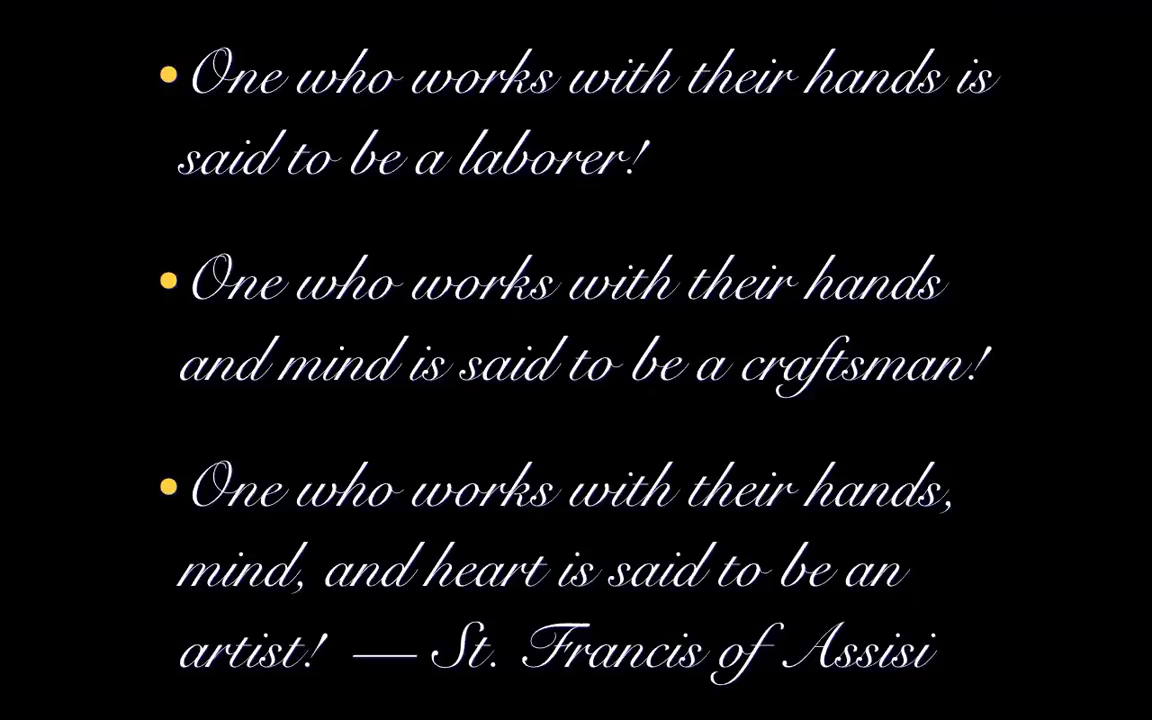 • One who works with their hands is
said to be a laborer!
• One who works with their hands
and mind is said to be a craftsman!
• One who works with their hands,
mind, and heart is said to be an
artist! — St. Francis of Assisi